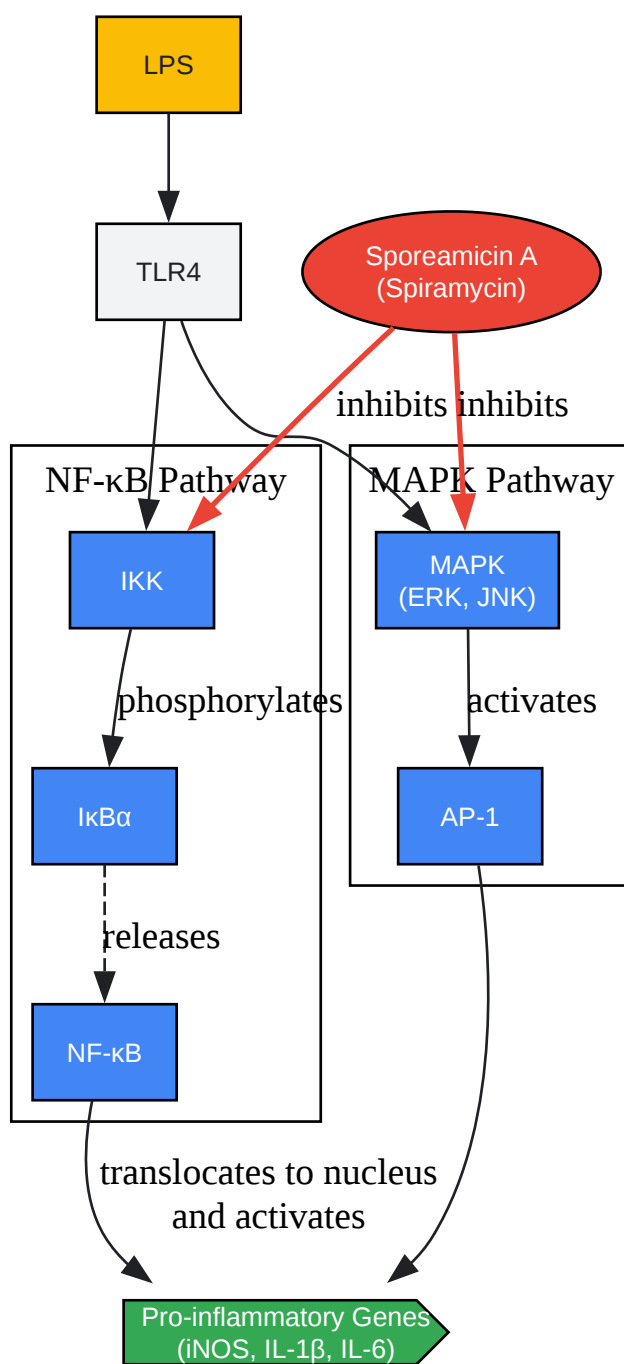 LPS
TLR4
Sporeamicin A
(Spiramycin)
inhibits
inhibits
NF-κB Pathway
MAPK Pathway
IKK
MAPK
(ERK, JNK)
phosphorylates
activates
IκBα
AP-1
releases
NF-κB
translocates to nucleus
and activates
Pro-inflammatory Genes
(iNOS, IL-1β, IL-6)